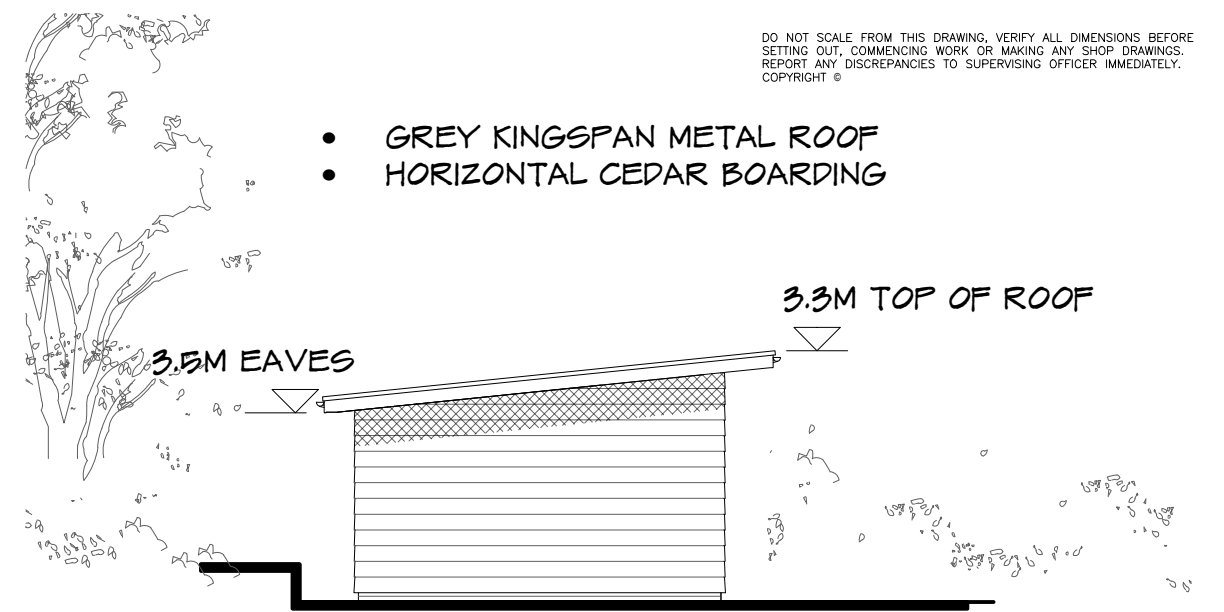 DO NOT SCALE FROM THIS DRAWING, VERIFY ALL DIMENSIONS BEFORE
SETTING OUT, COMMENCING WORK OR MAKING ANY SHOP DRAWINGS.
REPORT ANY DISCREPANCIES TO SUPERVISING OFFICER IMMEDIATELY.
COPYRIGHT ©
• GREY KINGSPAN METAL ROOF
• HORIZONTAL CEDAR BOARDING
3.3M TOP OF ROOF
3.5M EAVES